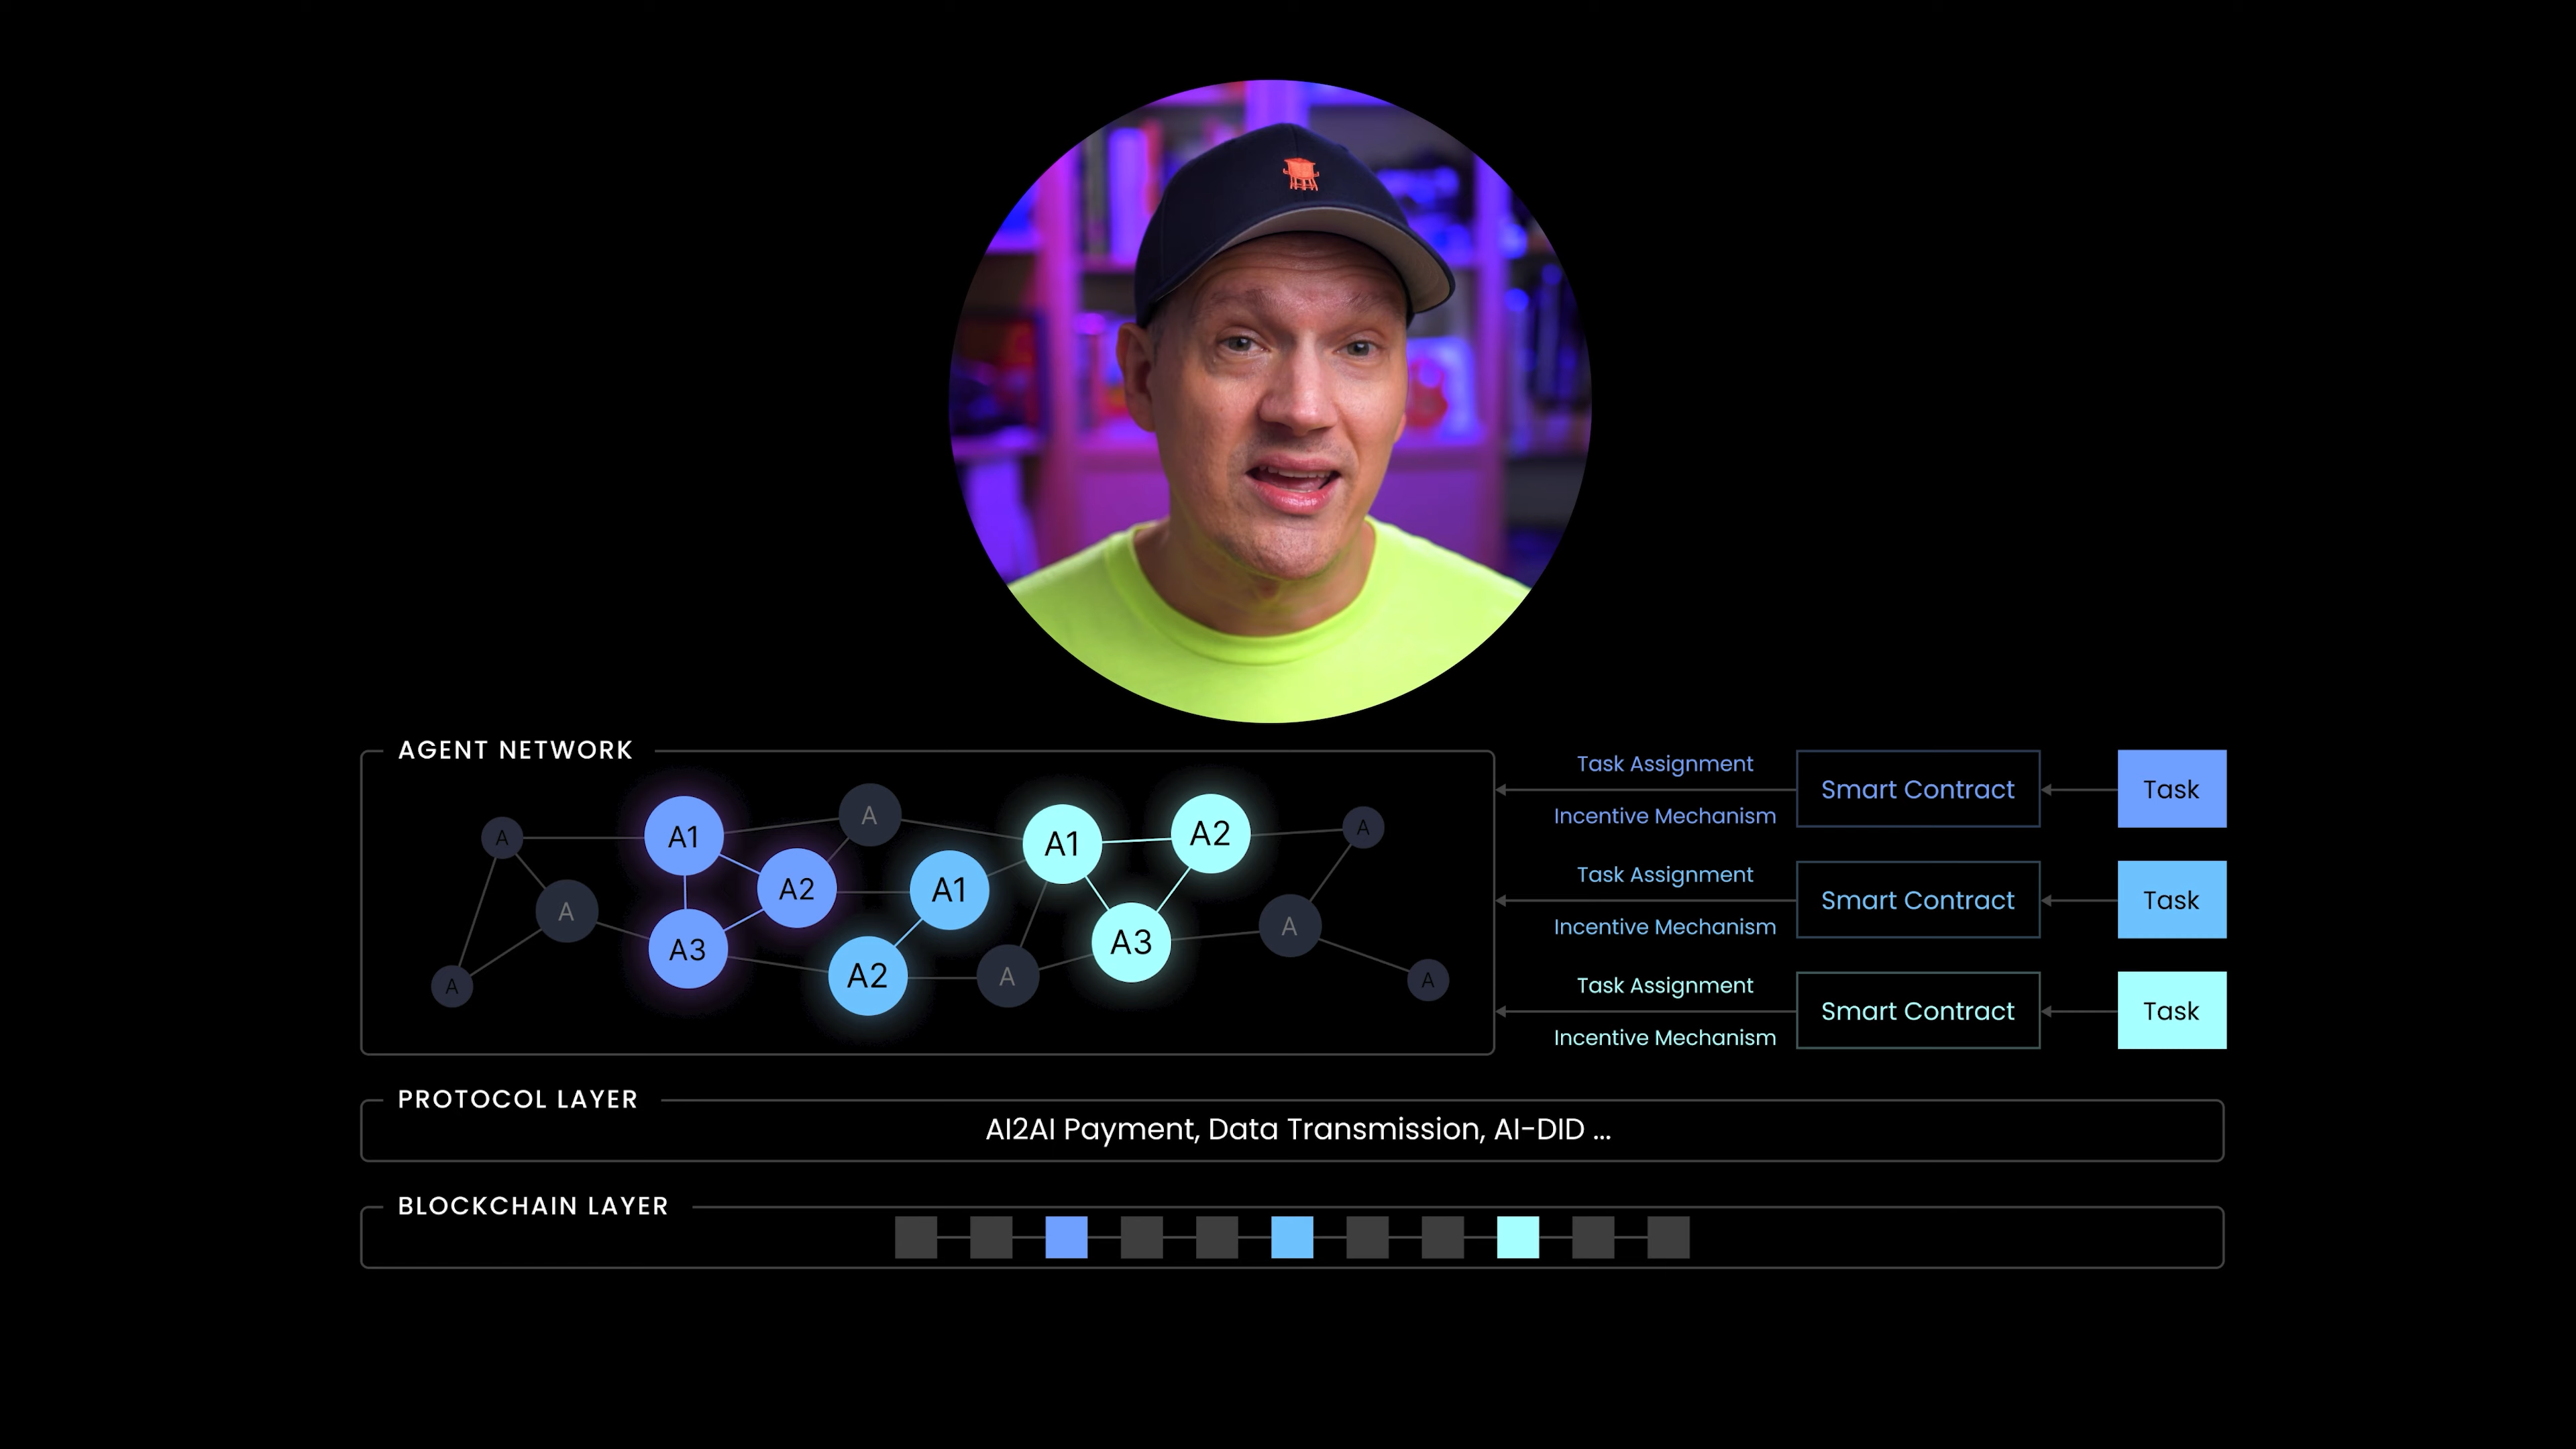 AGENT NETWORK
A
A1
A
A2
A
A3
A
A2
A1
A2
A
A1
A2
A3
A
A
A
Task Assignment
Incentive Mechanism
Smart Contract
Task
Task Assignment
Incentive Mechanism
Smart Contract
Task
Task Assignment
Incentive Mechanism
Smart Contract
Task
PROTOCOL LAYER
AI2AI Payment, Data Transmission, AI-DID ...
BLOCKCHAIN LAYER